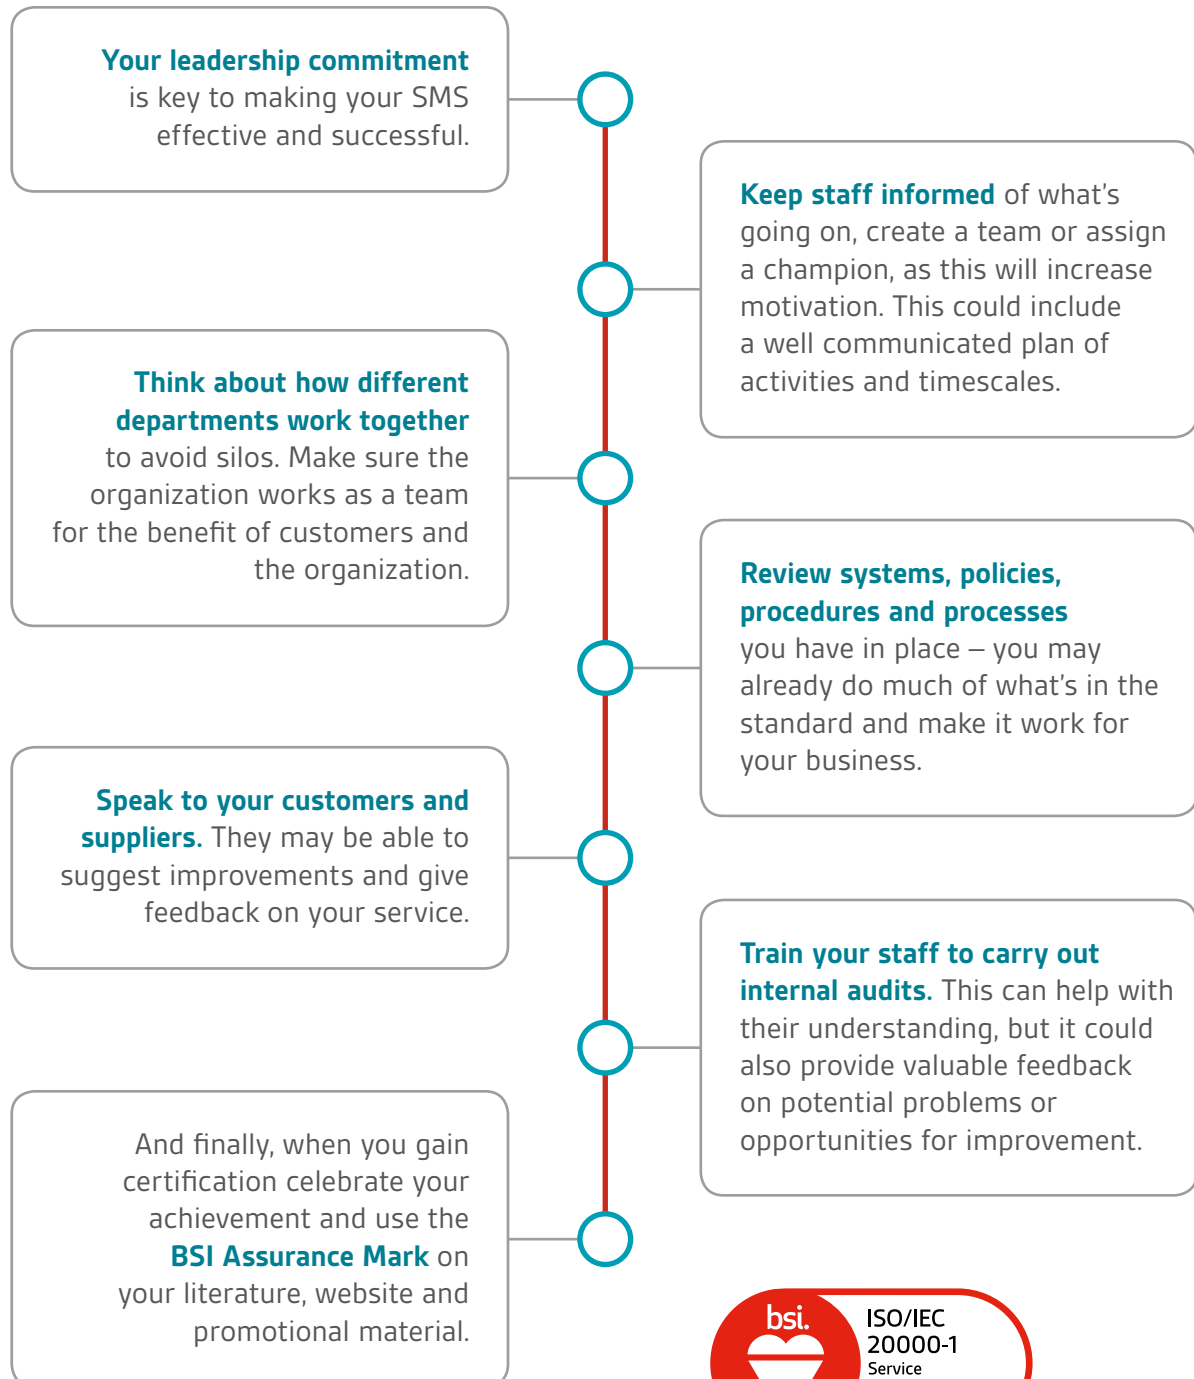 Your leadership commitment
is key to making your SMS
effective and successful.
Keep staff informed of what's
going on, create a team or assign
a champion, as this will increase
motivation. This could include
a well communicated plan of
activities and timescales.
Think about how different
departments work together
to avoid silos. Make sure the
organization works as a team
for the benefit of customers and
the organization.
Review systems, policies,
procedures and processes
you have in place – you may
already do much of what's in the
standard and make it work for
your business.
Speak to your customers and
suppliers. They may be able to
suggest improvements and give
feedback on your service.
Train your staff to carry out
internal audits. This can help with
their understanding, but it could
also provide valuable feedback
on potential problems or
opportunities for improvement.
And finally, when you gain
certification celebrate your
achievement and use the
BSI Assurance Mark on
your literature, website and
promotional material.
bsi.
ISO/IEC
20000-1
Service